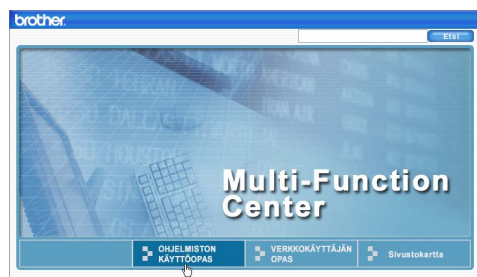 brother.
Etsi
Multi-Function
Center
OHJELMISTON
KÄYTTÖOPAS
VERKKOKÄYTTÄJÄN
OPAS
Sivustokartta